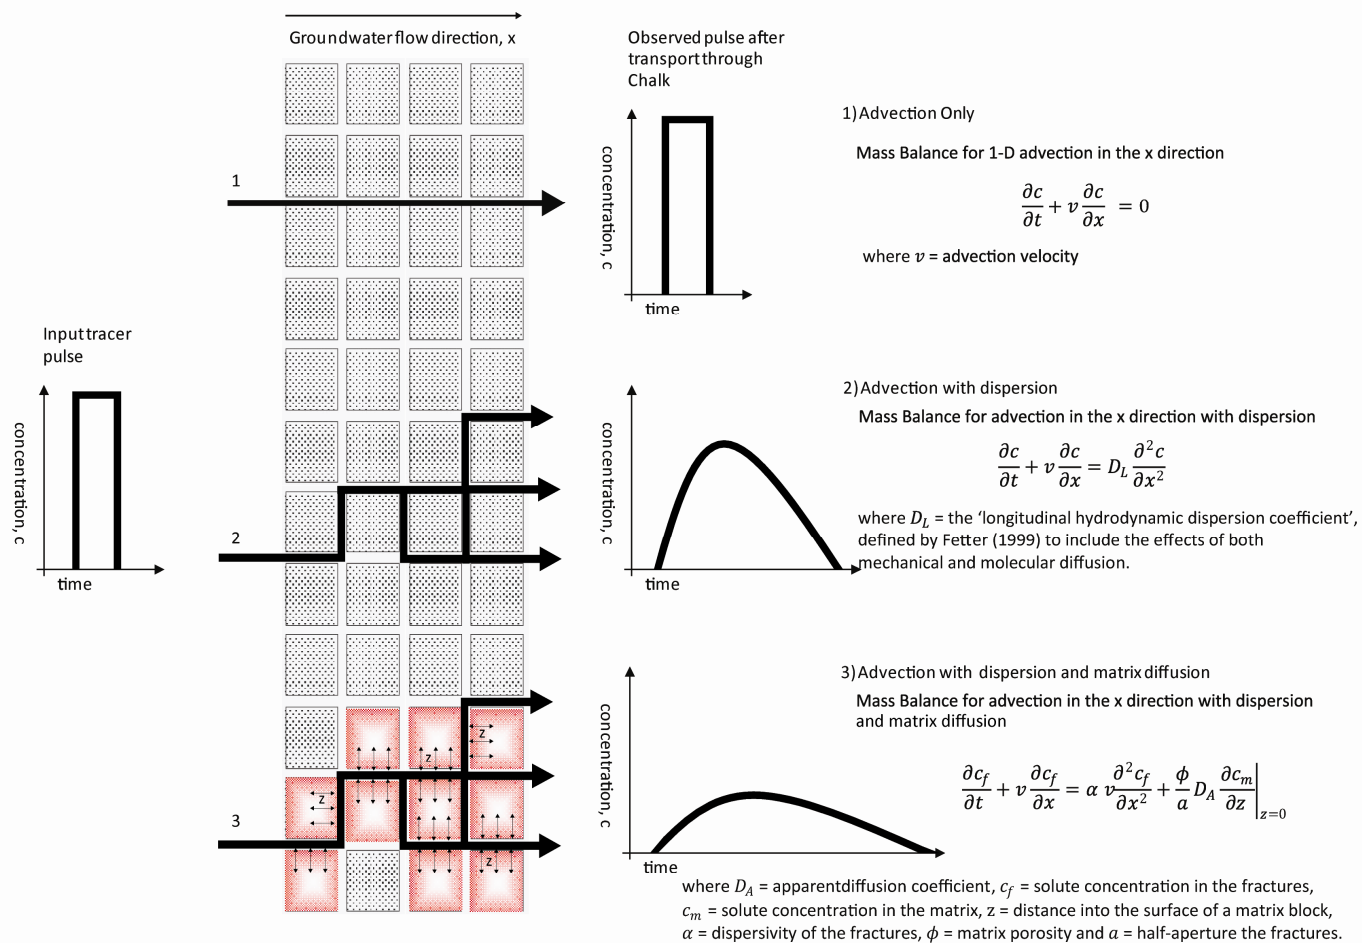 Groundwater flow direction, x
Observed pulse after
transport through
Chalk
1) Advection Only
Mass Balance for 1-D advection in the x direction
∂c/∂t + v ∂c/∂x = 0
where v = advection velocity
concentration, c
time
1
Input tracer
pulse
concentration, c
time
2) Advection with dispersion
Mass Balance for advection in the x direction with dispersion
∂c/∂t + v ∂c/∂x = D_L ∂²c/∂x²
where D_L = the ‘longitudinal hydrodynamic dispersion coefficient’,
defined by Fetter (1999) to include the effects of both
mechanical and molecular diffusion.
concentration, c
time
2
3) Advection with dispersion and matrix diffusion
Mass Balance for advection in the x direction with dispersion
and matrix diffusion
∂c_f/∂t + v ∂c_f/∂x = α v ∂²c_f/∂x² + ϕ/a D_A ∂c_m/∂z |z=0
concentration, c
time
z
z
z
3
z
where D_A = apparentdiffusion coefficient, c_f = solute concentration in the fractures,
c_m = solute concentration in the matrix, z = distance into the surface of a matrix block,
α = dispersivity of the fractures, ϕ = matrix porosity and a = half-aperture the fractures.